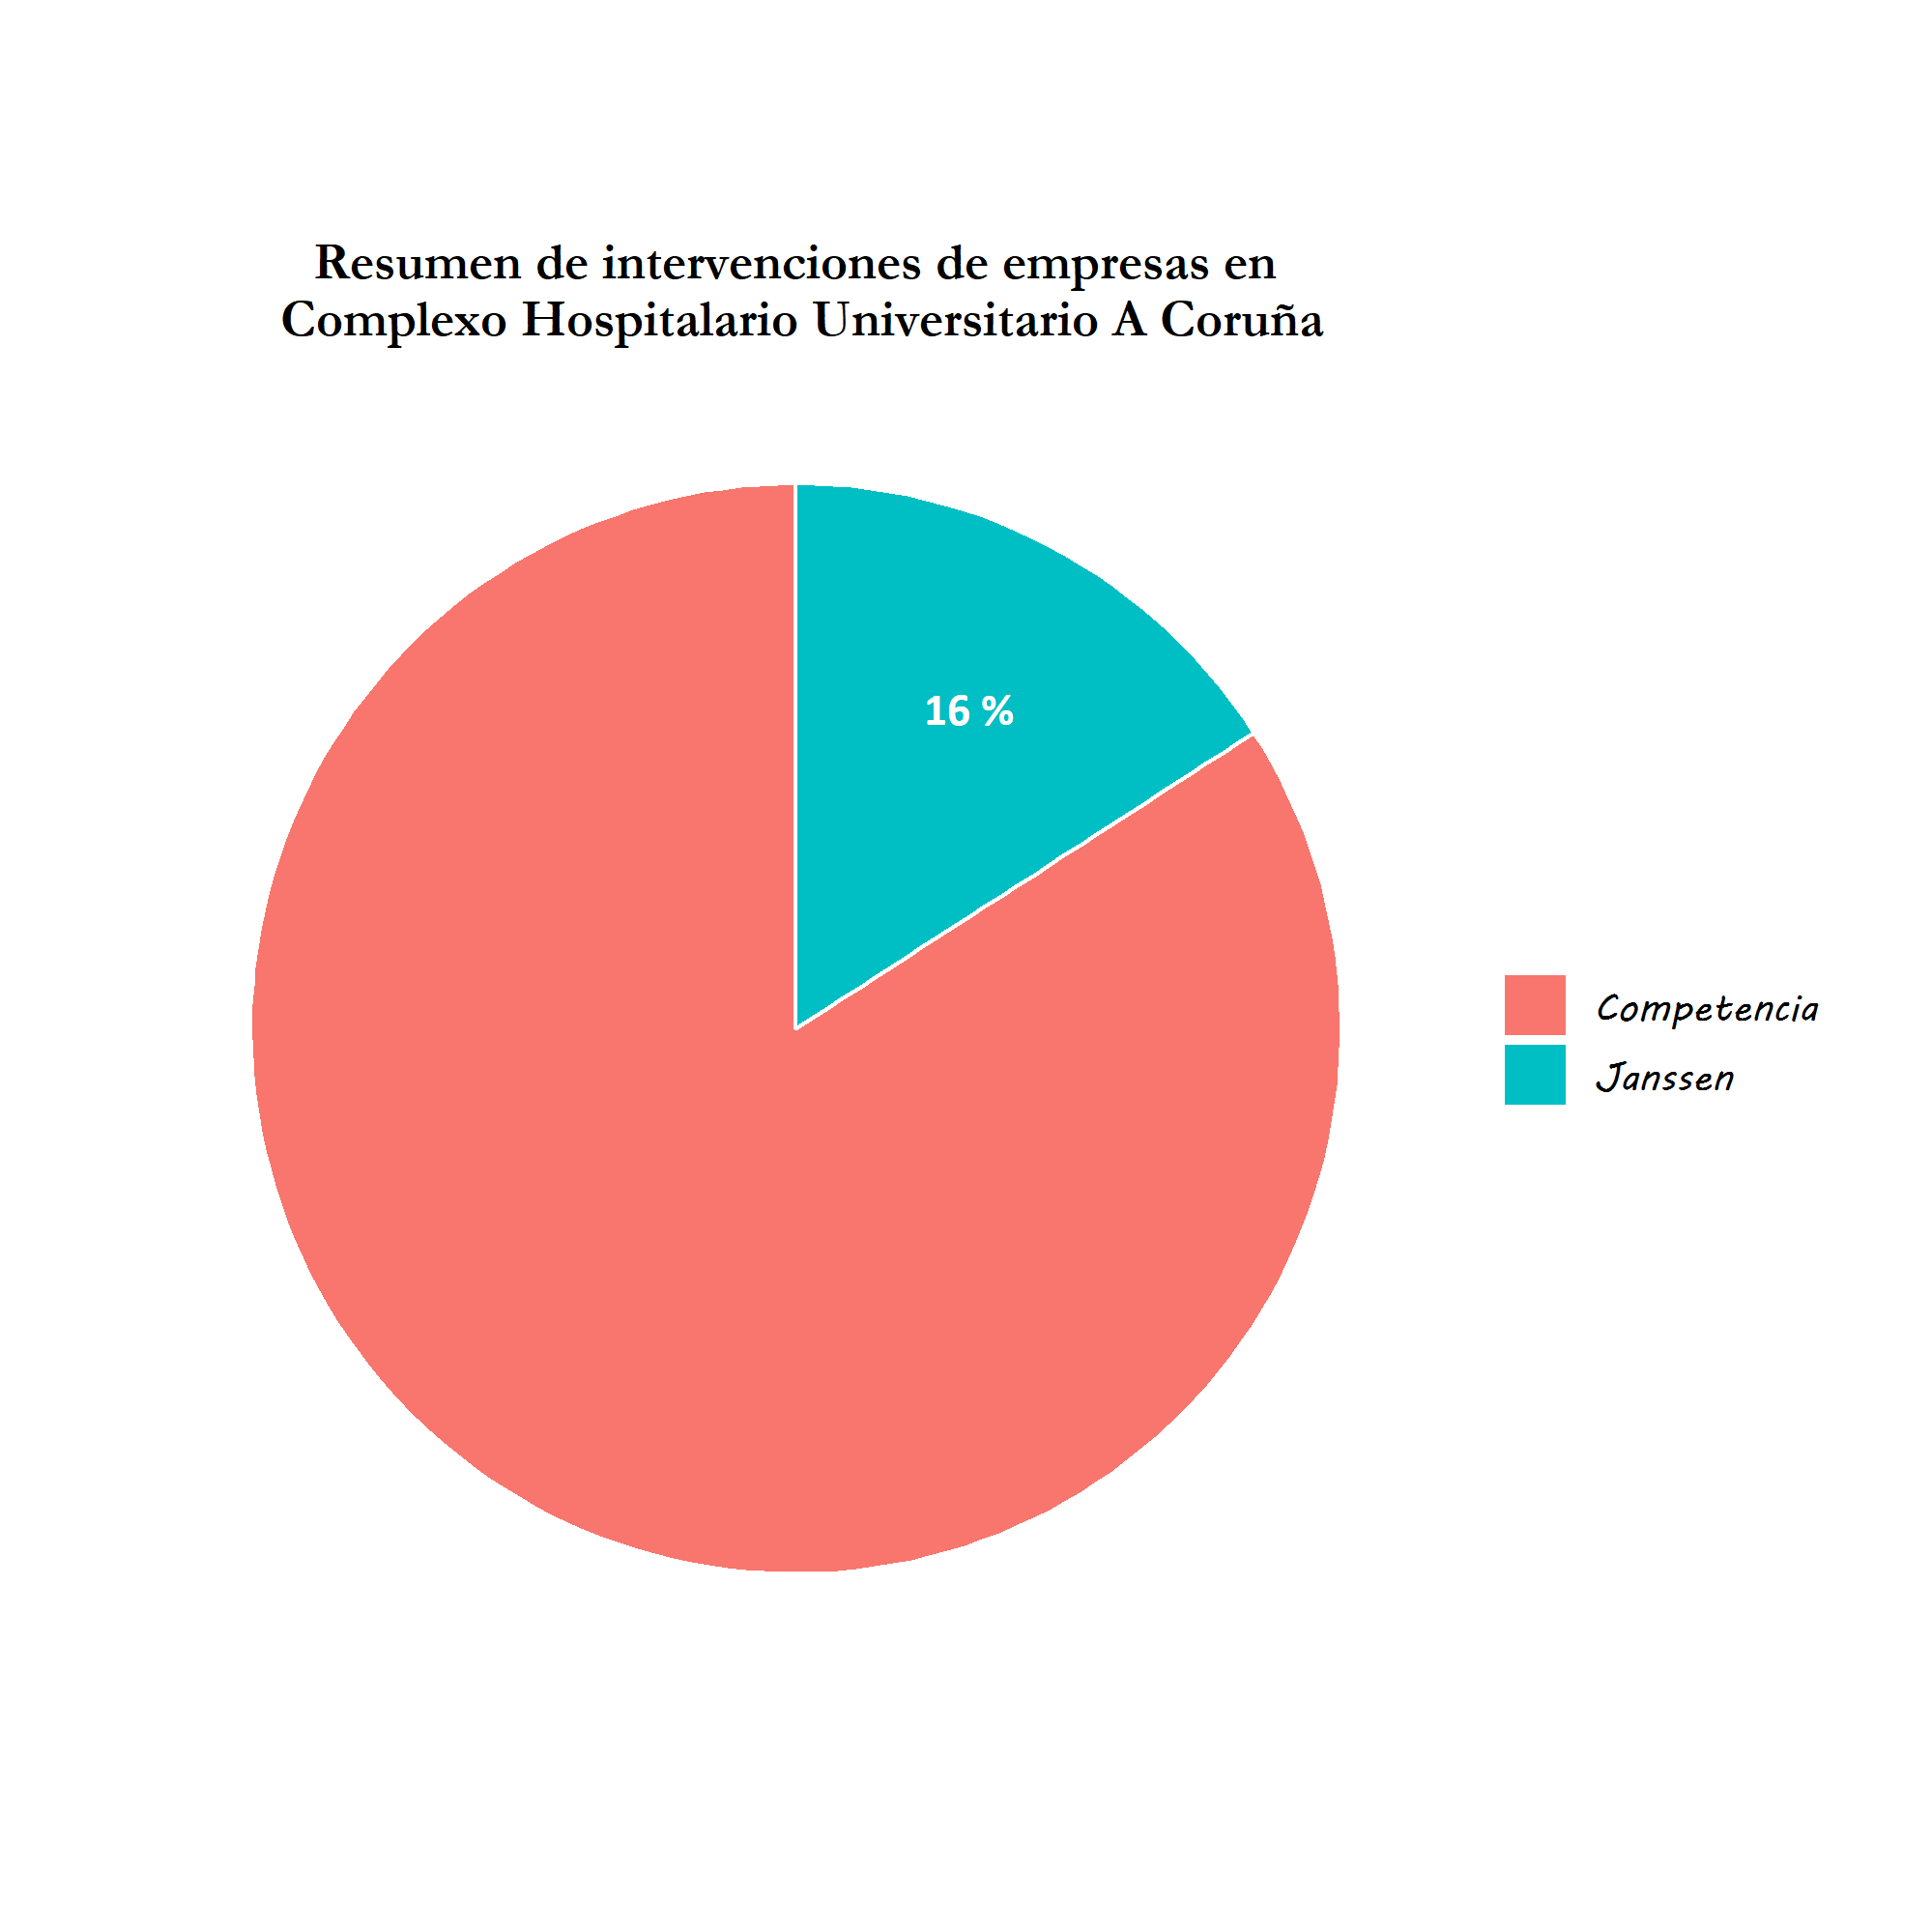 Resumen de intervenciones de empresas en
Complexo Hospitalario Universitario A Coruña
16 %
Competencia
Janssen